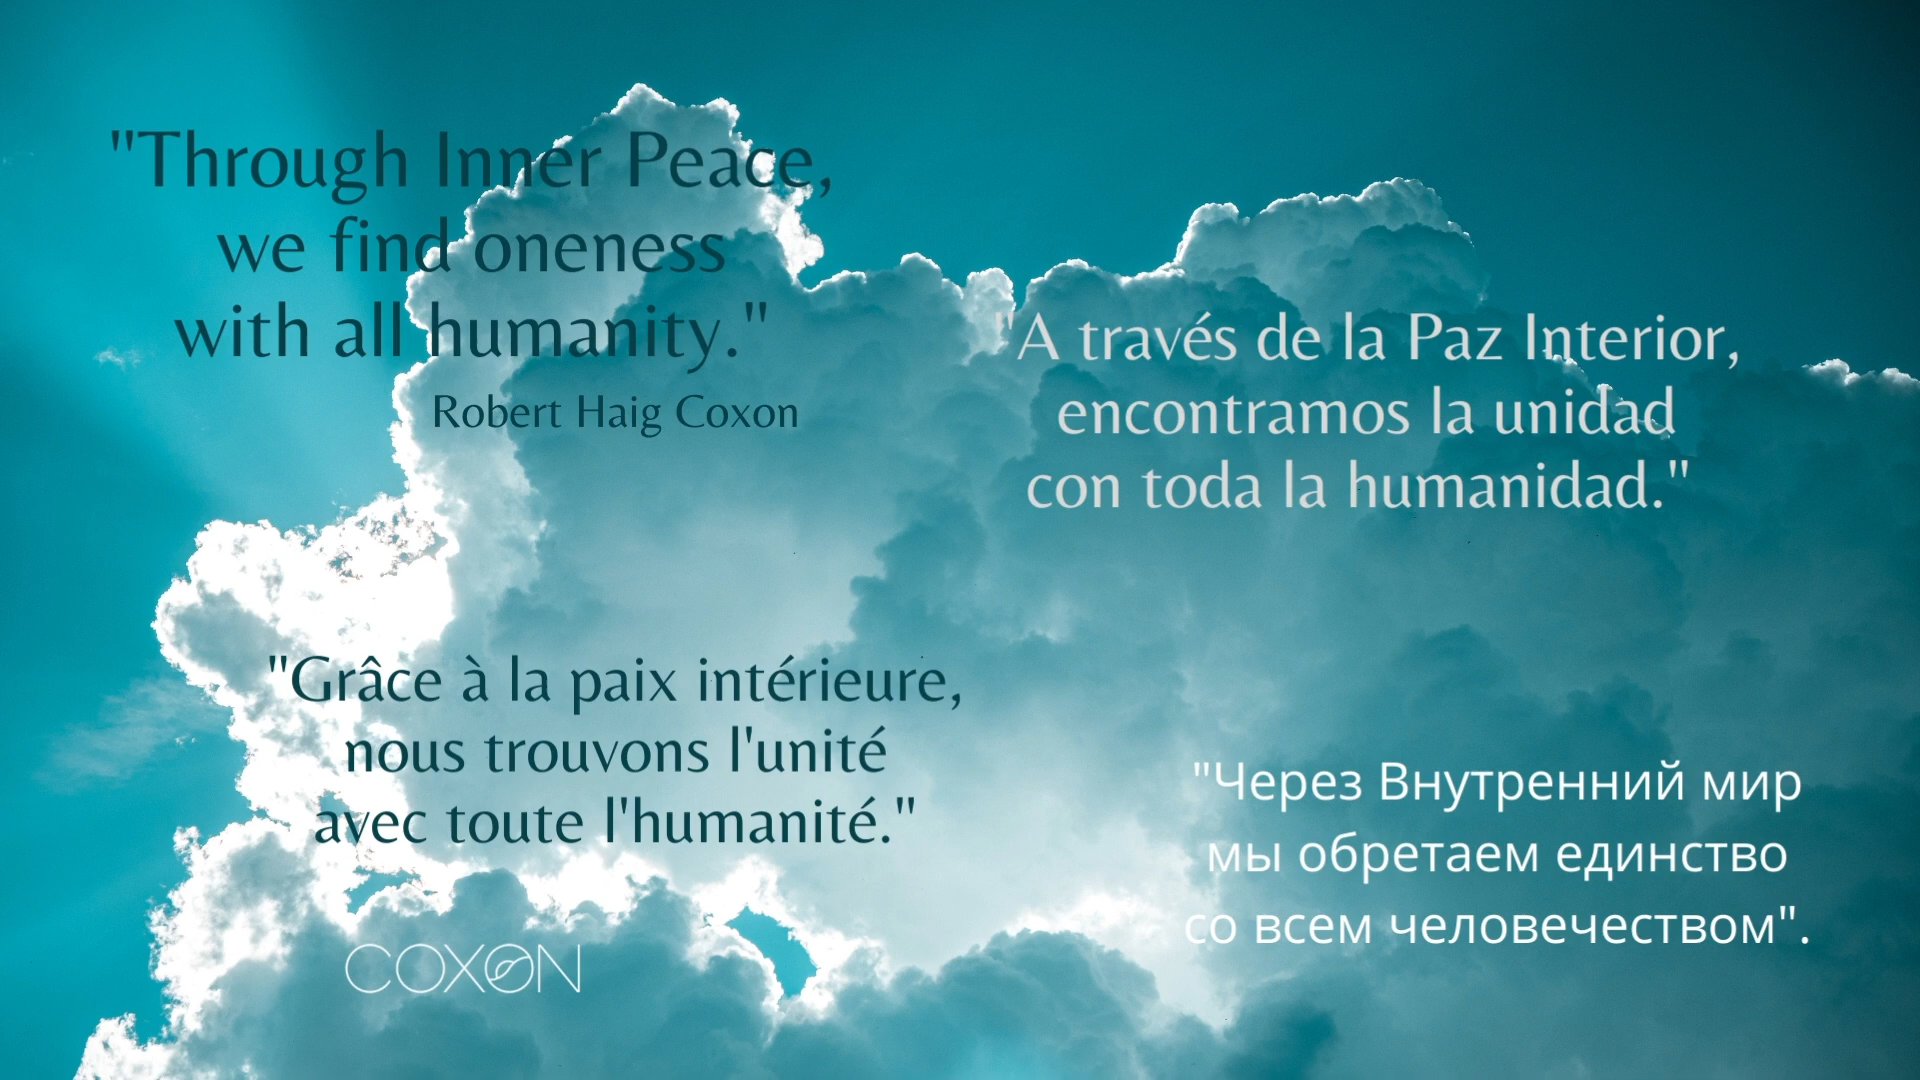 "Through Inner Peace,
we find oneness
with all humanity."
Robert Haig Coxon
"A través de la Paz Interior,
encontramos la unidad
con toda la humanidad."
"Grâce à la paix intérieure,
nous trouvons l'unité
avec toute l'humanité."
"Через Внутренний мир
мы обретаем единство
со всем человечеством".
COXON